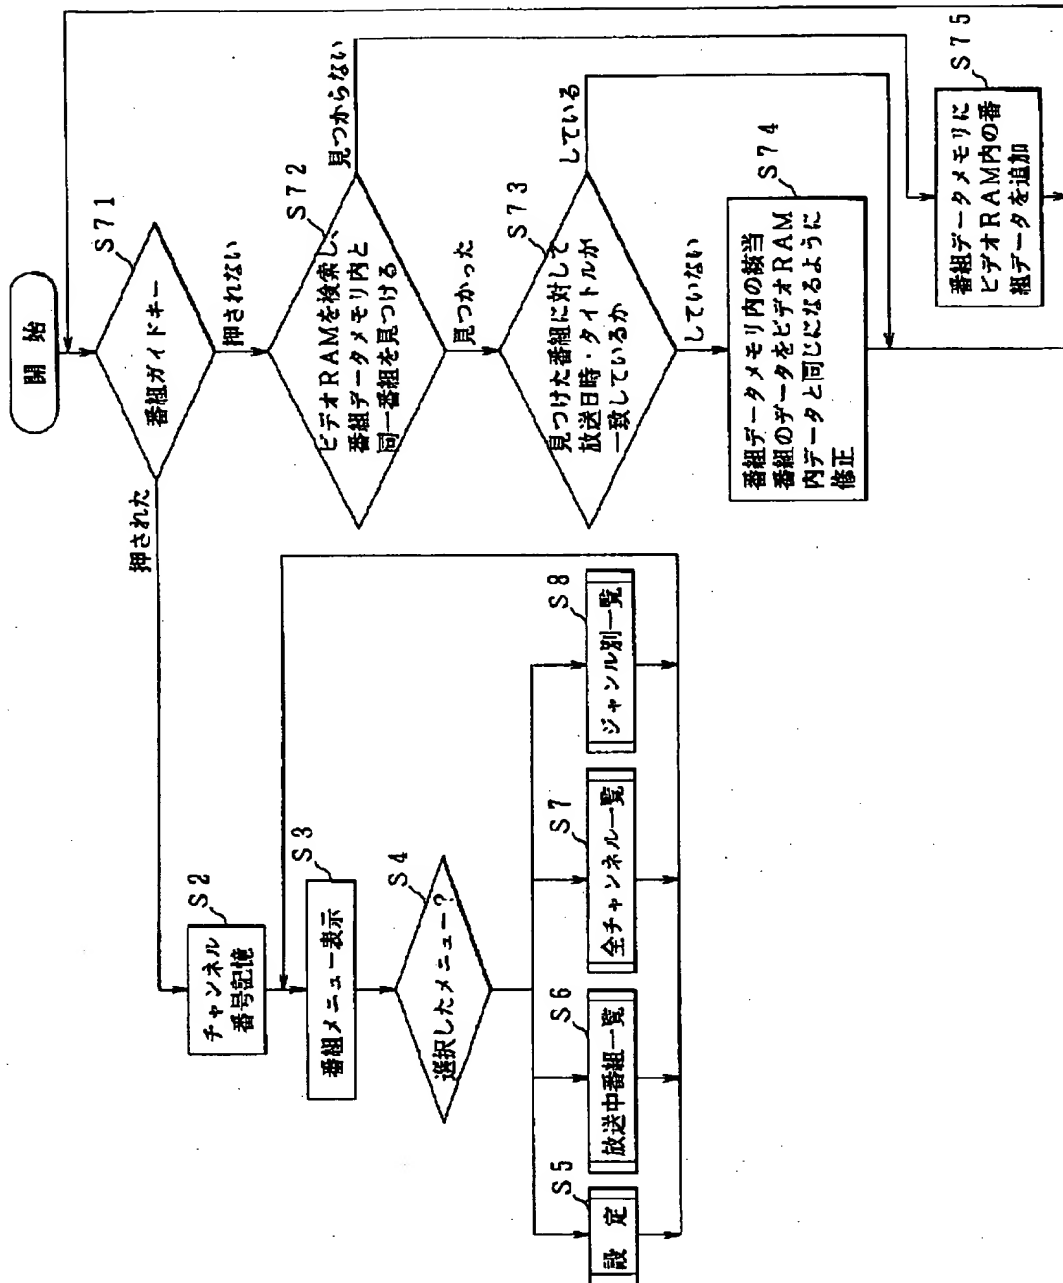 開 始
S71
番組ガイドキー
押された
押されない
S72
ビデオRAMを検索し、
番組データメモリ内と
同一番組を見つける
見つからない
見つかった
S73
見つけた番組に対して
放送日時・タイトルが
一致しているか
している
していない
S74
番組データメモリ内の該当
番組のデータをビデオRAM
内データと同じになるように
修正
S75
番組データメモリに
ビデオRAM内の番
組データを追加
S2
チャンネル
番号記憶
S3
番組メニュー表示
S4
選択したメニュー?
S5
設 定
S6
放送中番組一覧
S7
全チャンネル一覧
S8
ジャンル別一覧